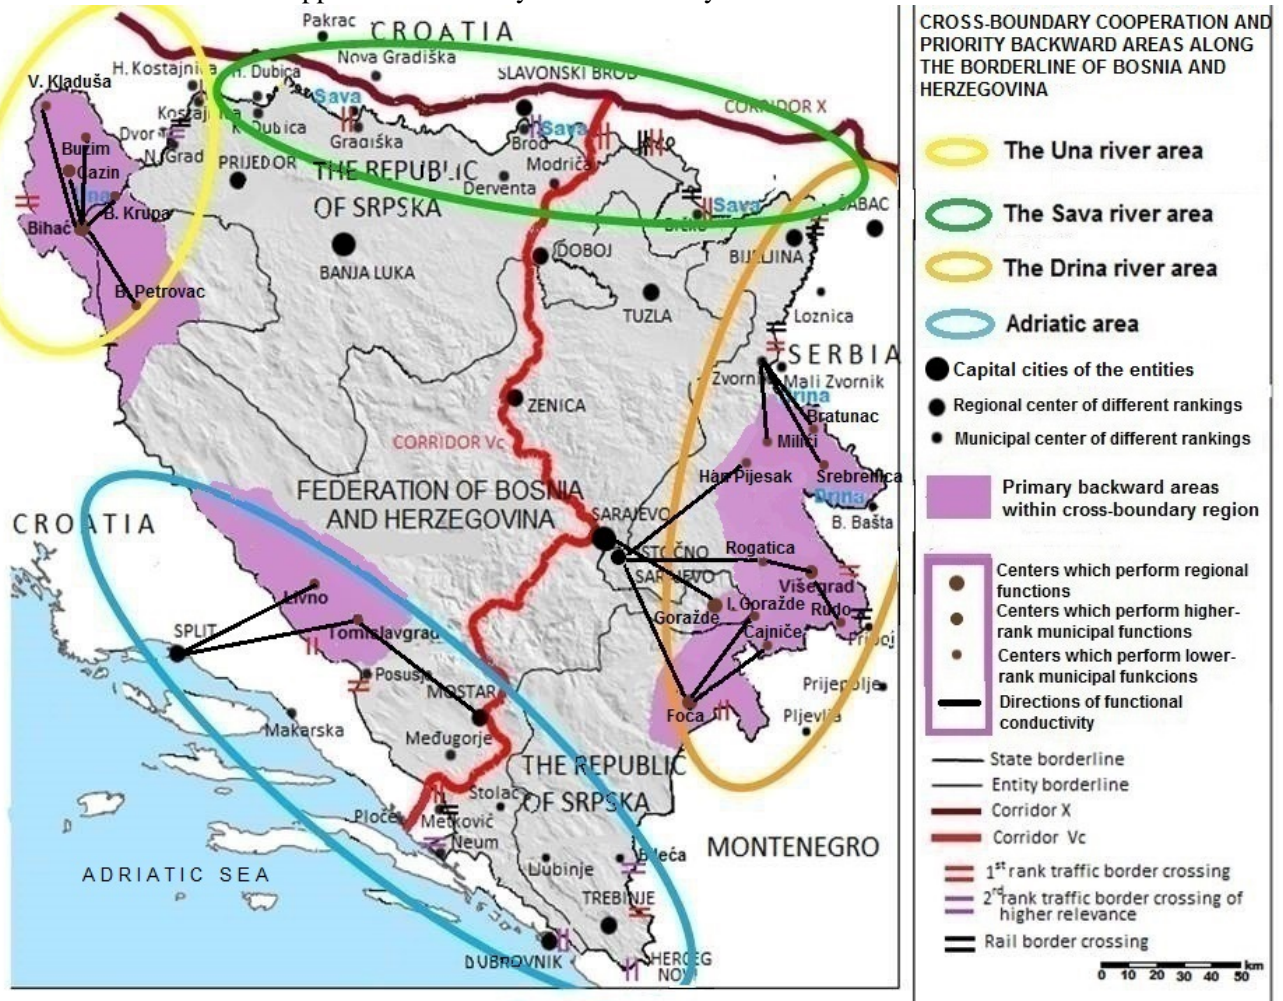 CROSS-BOUNDARY COOPERATION AND
PRIORITY BACKWARD AREAS ALONG
THE BORDERLINE OF BOSNIA AND
HERZEGOVINA
The Una river area
The Sava river area
The Drina river area
Adriatic area
Capital cities of the entities
Regional center of different rankings
Municipal center of different rankings
Primary backward areas
within cross-boundary region
Centers which perform regional
functions
Centers which perform higher-
rank municipal functions
Centers which perform lower-
rank municipal funkcions
Directions of functional
conductivity
State borderline
Entity borderline
Corridor X
Corridor Vc
1st rank traffic border crossing
2rd rank traffic border crossing of
higher relevance
Rail border crossing
0 10 20 30 40 50 km
Pakrac
CROATIA
Nova Gradiška
H. Kostajnica
H. Dubica
SLAVONSKI BROD
V. Kladuša
Sava
CORRIDOR X
K. Dubica
Dvor
Gradiška
Brod
Sava
Bužim
N. Grad
PRIJEDOR
THE REPUBLIC
OF SRPSKA
Modriča
Cazin
Derventa
B. Krupa
Sava
Brčko
ŠABAC
Bihać
BANJA LUKA
DOBOJ
BIJELJINA
B. Petrovac
TUZLA
Loznica
SERBIA
Zvornik
Mali Zvornik
Drina
ZENICA
Bratunac
CORRIDOR Vc
Milići
Han Pijesak
Srebrenica
Drina
FEDERATION OF BOSNIA
AND HERZEGOVINA
SARAJEVO
B. Bašta
CROATIA
ISTOČNO
SARAJEVO
Rogatica
Višegrad
Livno
Goražde
I. Goražde
Rudo
SPLIT
Tomislavgrad
Čajniče
Priboj
Posušje
MOSTAR
Foča
Prijepolje
Pljevlja
Makarska
Međugorje
THE REPUBLIC
OF SRPSKA
Stolac
Ploče
Metković
Neum
MONTENEGRO
Ljubinje
Bileća
ADRIATIC SEA
TREBINJE
DUBROVNIK
HERCEG
NOVI